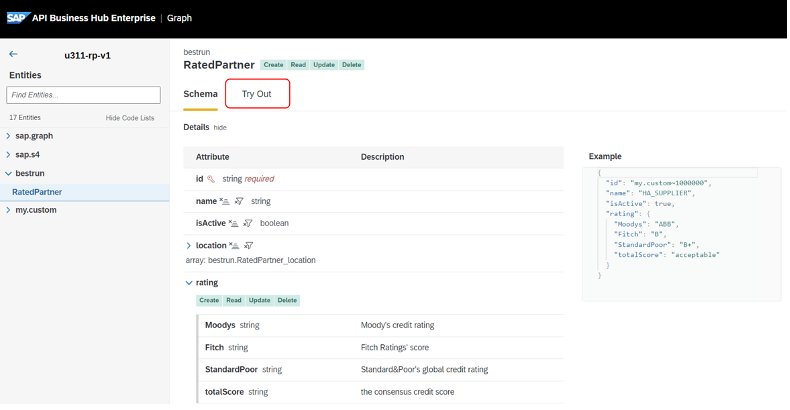 SAP API Business Hub Enterprise | Graph
u311-rp-v1
Entities
Find Entities...
17 Entities Hide Code Lists
sap.graph
sap.s4
bestrun
RatedPartner
my.custom
bestrun
RatedPartner Create Read Update Delete
Schema Try Out
Details hide
Attribute Description
id string required
name string
isActive boolean
location
array: bestrun.RatedPartner_location
rating
Create Read Update Delete
Moodys string Moody's credit rating
Fitch string Fitch Ratings' score
StandardPoor string Standard&Poor's global credit rating
totalScore string the consensus credit score
Example
{
"id": "my.custom~1000000",
"name": "HA_SUPPLIER",
"isActive": true,
"rating": {
"Moodys": "ABB",
"Fitch": "B",
"StandardPoor": "B+",
"totalScore": "acceptable"
}
}